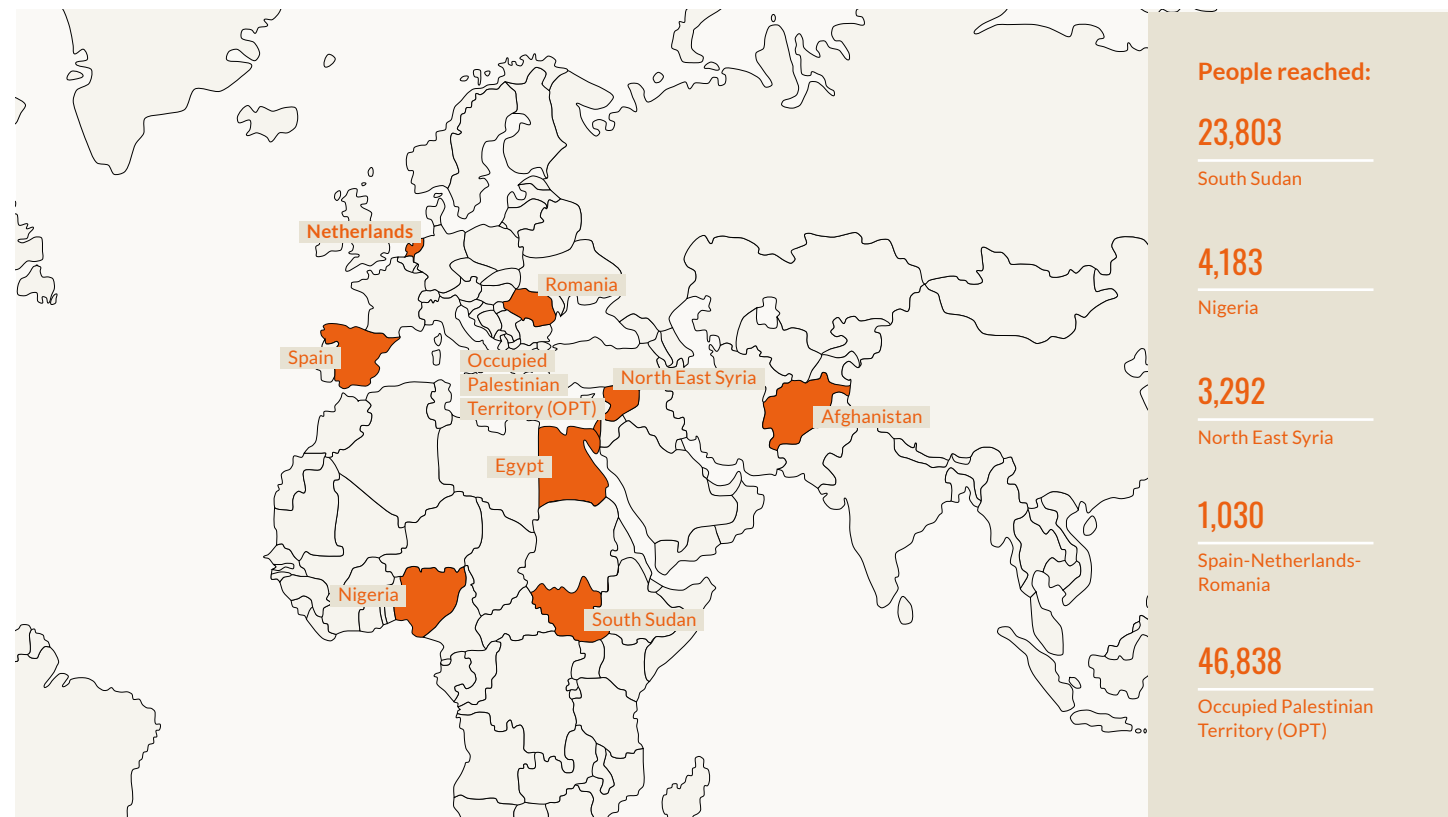 Netherlands
Romania
Spain
Occupied
Palestinian
Territory (OPT)
North East Syria
Afghanistan
Egypt
Nigeria
South Sudan
People reached:
23,803
South Sudan
4,183
Nigeria
3,292
North East Syria
1,030
Spain-Netherlands-
Romania
46,838
Occupied Palestinian
Territory (OPT)